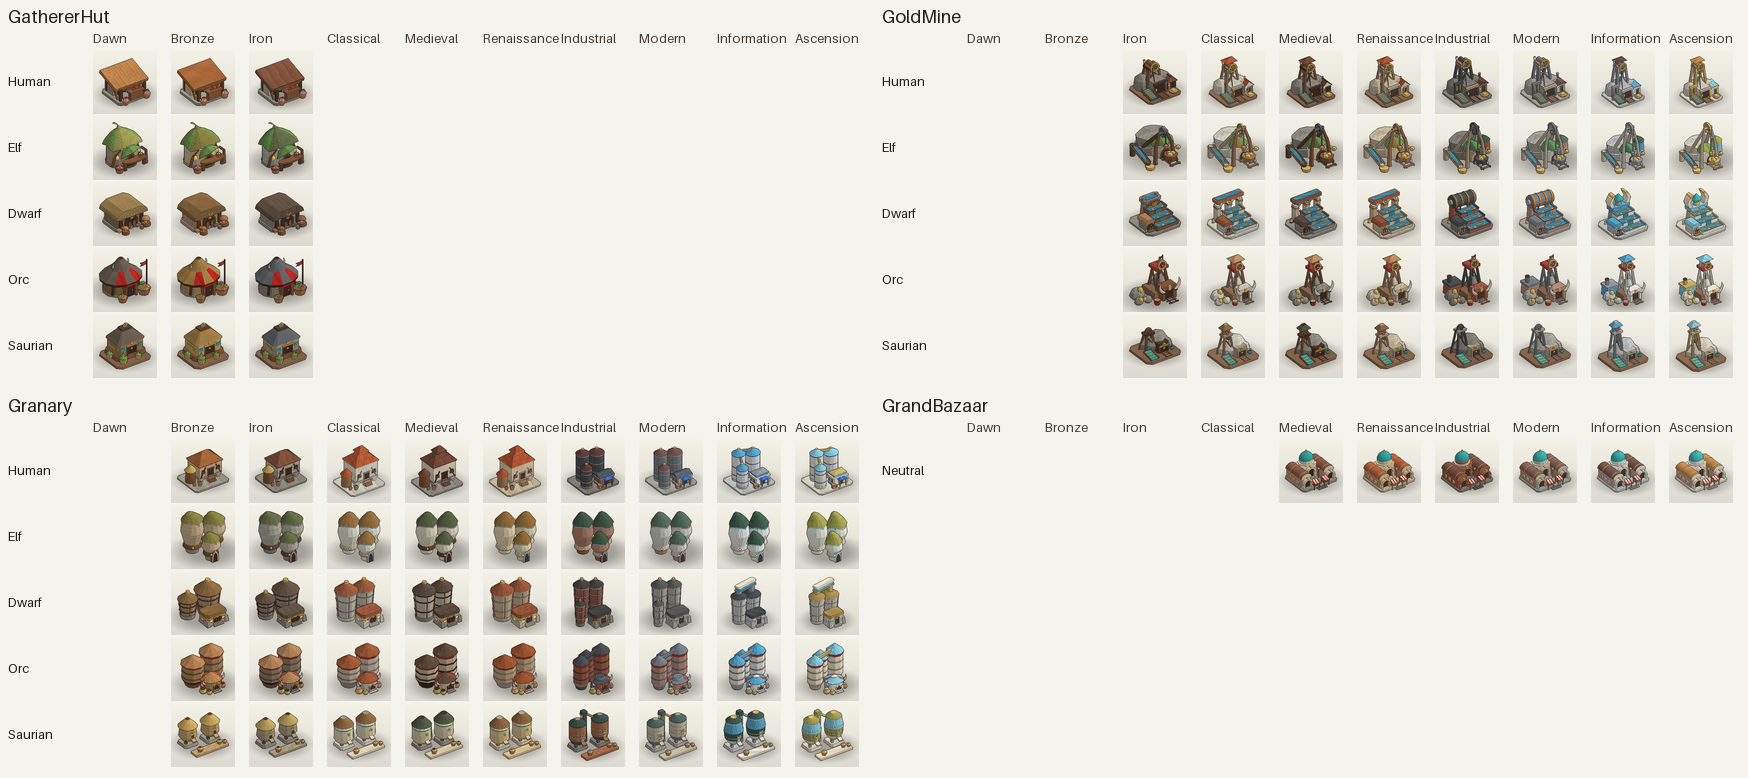 GathererHut
Dawn Bronze Iron Classical Medieval Renaissance Industrial Modern Information Ascension
Human
Elf
Dwarf
Orc
Saurian
GoldMine
Dawn Bronze Iron Classical Medieval Renaissance Industrial Modern Information Ascension
Human
Elf
Dwarf
Orc
Saurian
Granary
Dawn Bronze Iron Classical Medieval Renaissance Industrial Modern Information Ascension
Human
Elf
Dwarf
Orc
Saurian
GrandBazaar
Dawn Bronze Iron Classical Medieval Renaissance Industrial Modern Information Ascension
Neutral